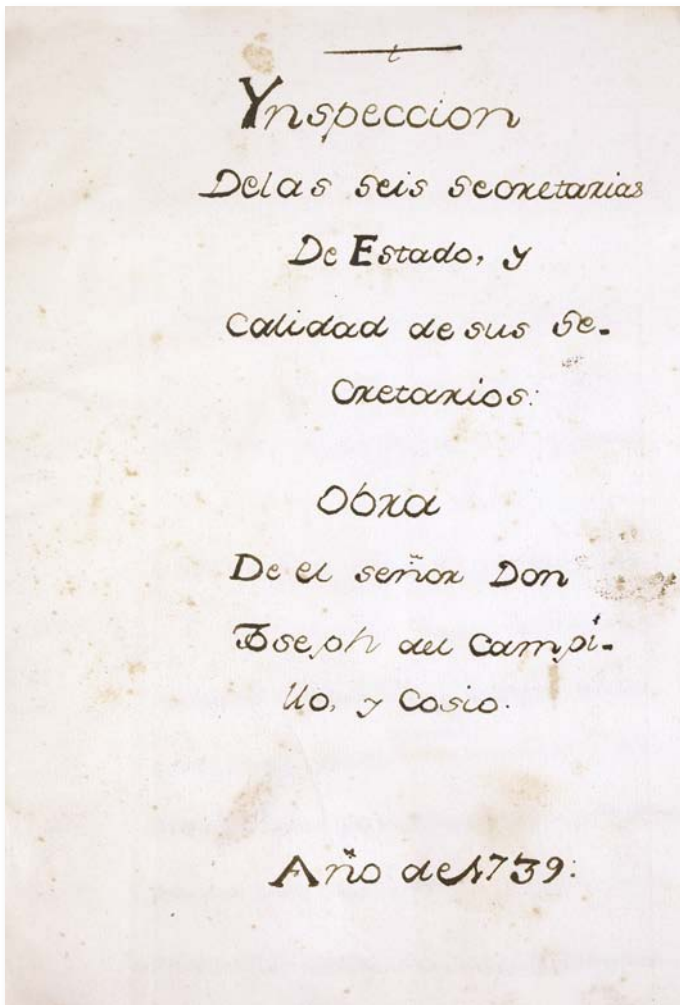 Ynspeccion
Delas seis secretarias
De Estado, y
Calidad de sus Se-
Cretarios:
Obra
De el señor Don
Joseph del Campi-
llo, y Cosio.
Año de 1739: